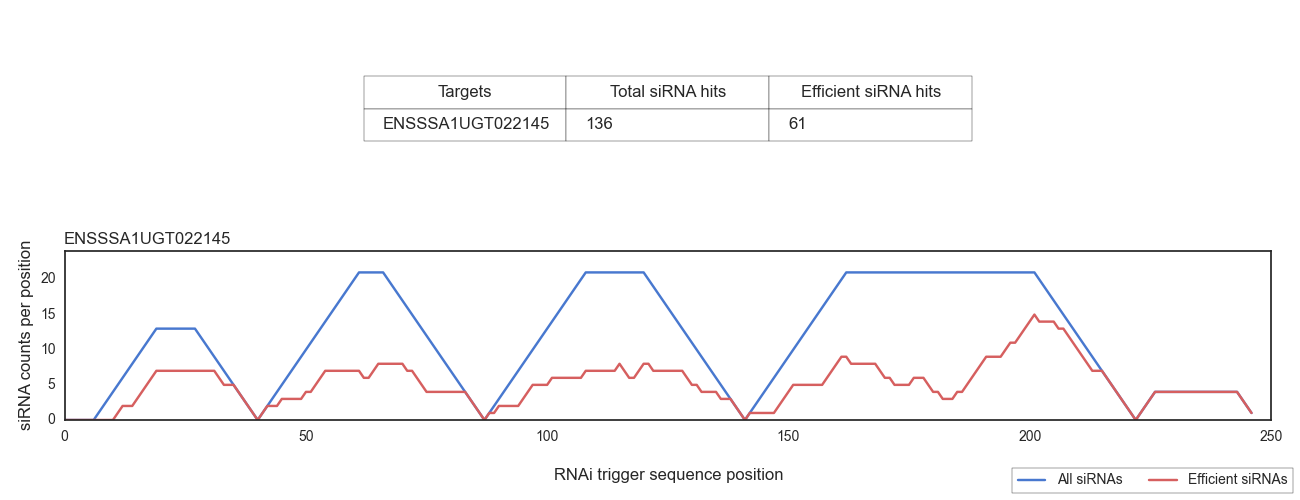 Targets Total siRNA hits Efficient siRNA hits
ENSSSA1UGT022145 136 61
ENSSSA1UGT022145
siRNA counts per position
20
15
10
5
0
0 50 100 150 200 250
RNAi trigger sequence position
All siRNAs Efficient siRNAs